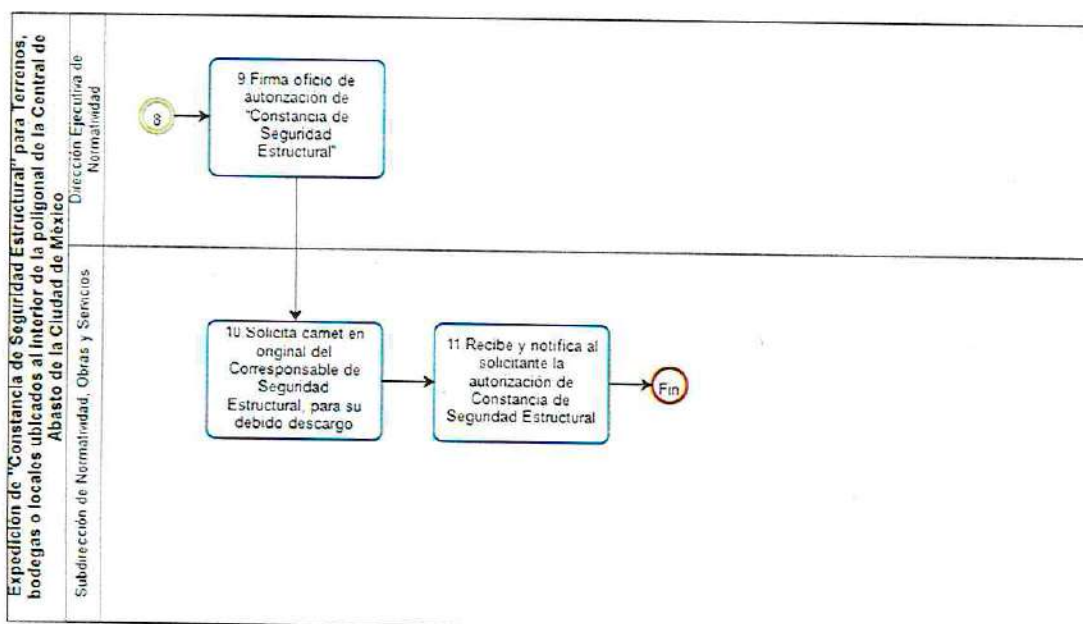 Expedición de "Constancia de Seguridad Estructural" para Terrenos,
bodegas o locales ubicados al interior de la poligonal de la Central de
Abasto de la Ciudad de México
Dirección Ejecutiva de
Normatividad
8
9.Firma oficio de
autorización de
"Constancia de
Seguridad
Estructural"
Subdirección de Normatividad, Obras y Servicios
10.Solicita carnet en
original del
Corresponsable de
Seguridad
Estructural, para su
debido descargo
11.Recibe y notifica al
solicitante la
autorización de
Constancia de
Seguridad Estructural
Fin